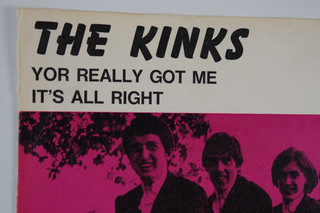 THE KINKS
YOR REALLY GOT ME
IT'S ALL RIGHT